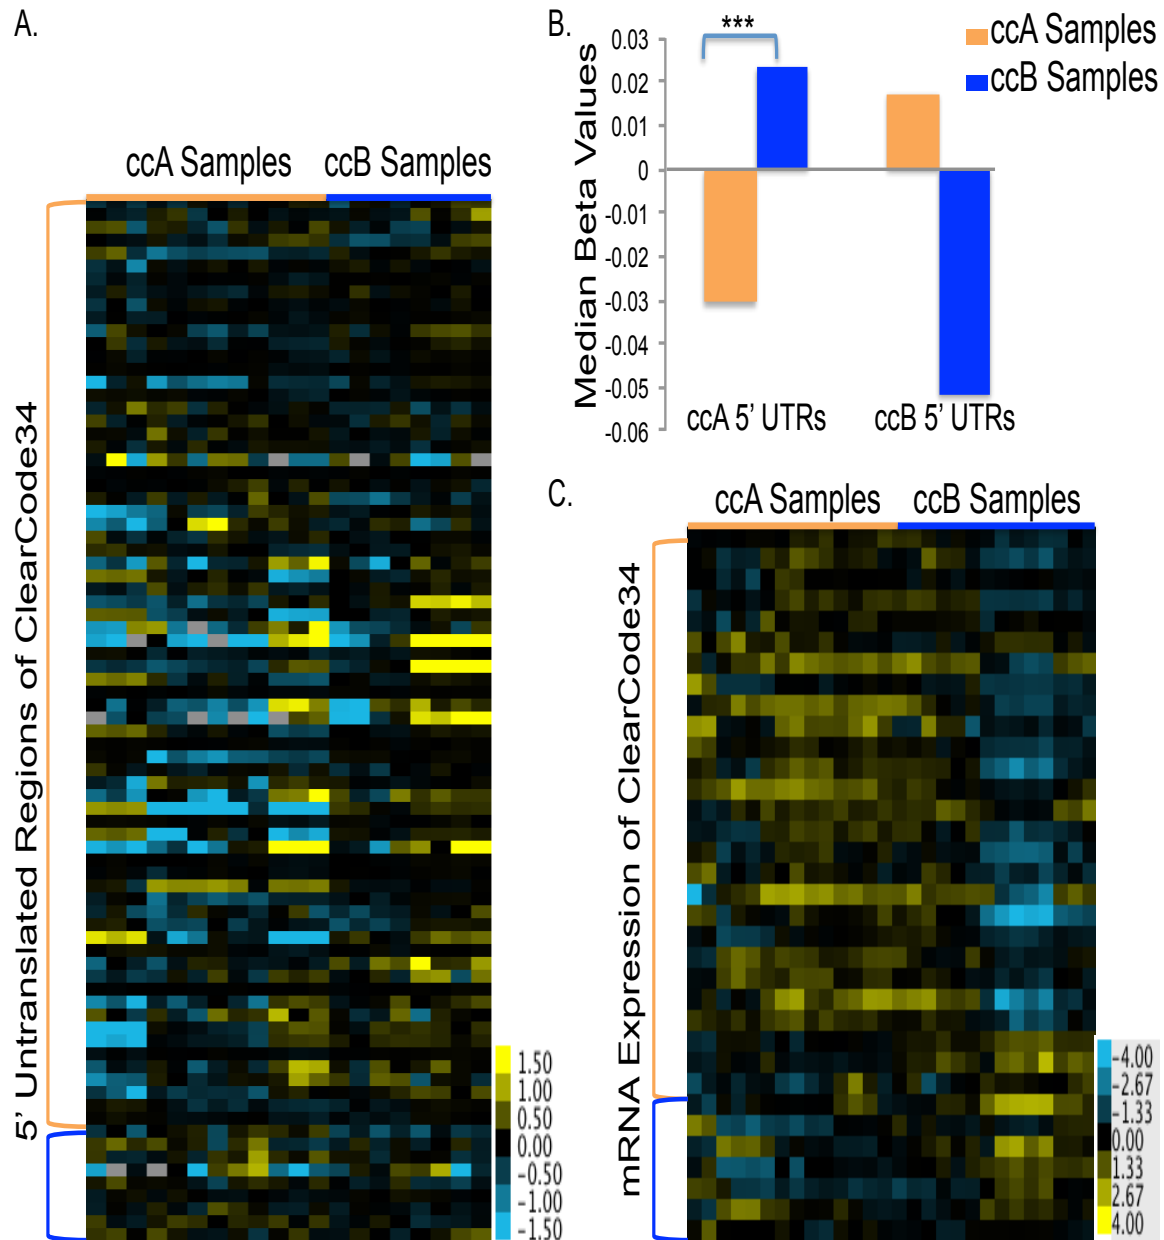 A.
ccA Samples ccB Samples
5’ Untranslated Regions of ClearCode34
1.50
1.00
0.50
0.00
-0.50
-1.00
-1.50
B.
***
ccA Samples
ccB Samples
Median Beta Values
0.03
0.02
0.01
0
-0.01
-0.02
-0.03
-0.04
-0.05
-0.06
ccA 5’ UTRs ccB 5’ UTRs
C.
ccA Samples ccB Samples
mRNA Expression of ClearCode34
-4.00
-2.67
-1.33
0.00
1.33
2.67
4.00